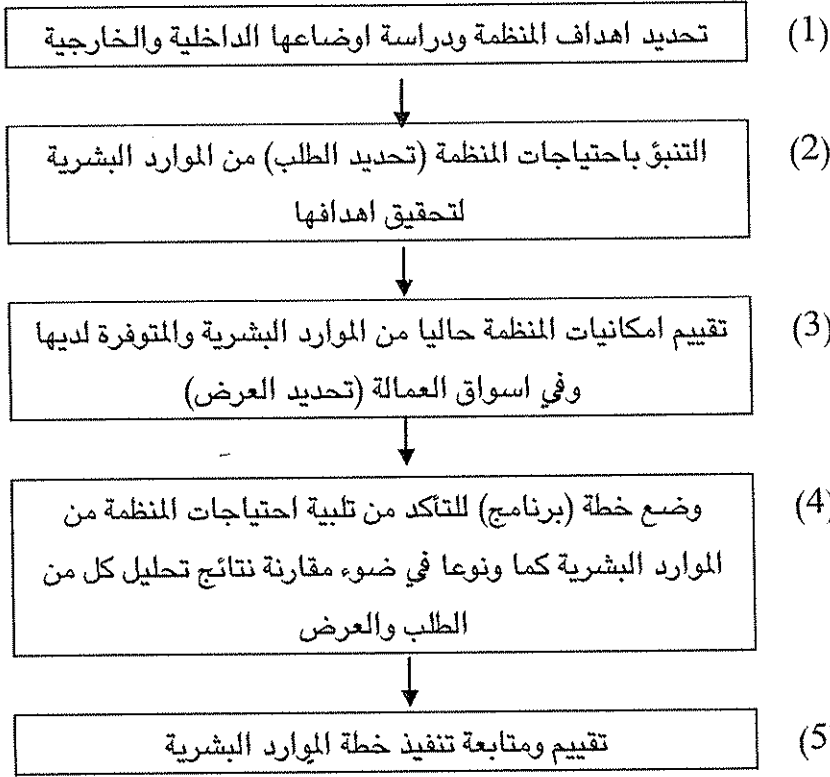 تحديد اهداف المنظمة ودراسة اوضاعها الداخلية والخارجية (1)
التنبؤ باحتياجات المنظمة (تحديد الطلب) من الموارد البشرية (2)
لتحقيق اهدافها
تقييم امكانيات المنظمة حاليا من الموارد البشرية والمتوفرة لديها (3)
وفي اسواق العمالة (تحديد العرض)
وضع خطة (برنامج) للتأكد من تلبية احتياجات المنظمة من (4)
الموارد البشرية كما ونوعا في ضوء مقارنة نتائج تحليل كل من
الطلب والعرض
تقييم ومتابعة تنفيذ خطة الموارد البشرية (5